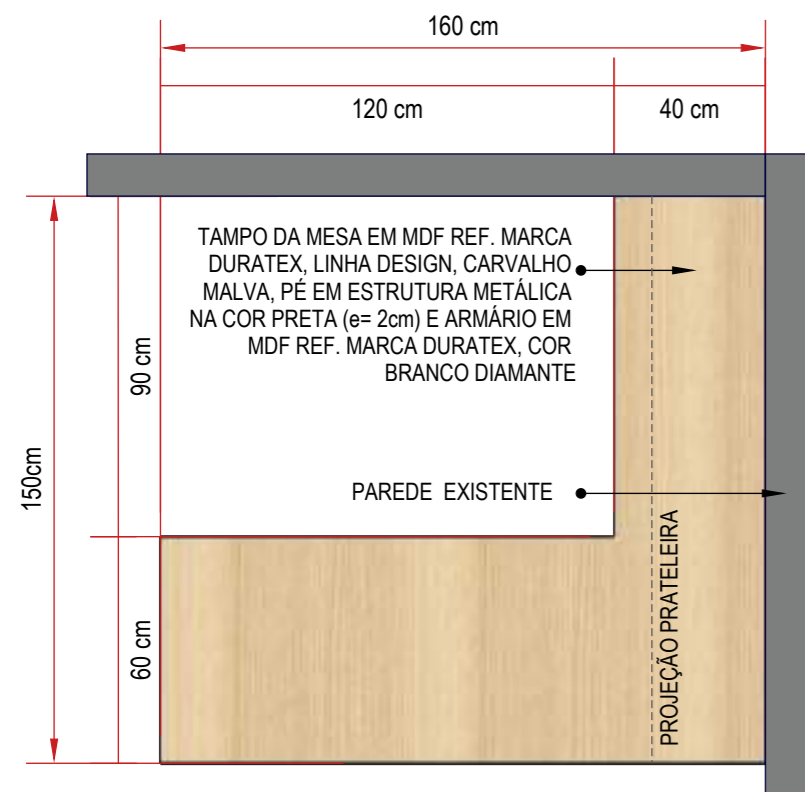 160 cm
120 cm
40 cm
TAMPO DA MESA EM MDF REF. MARCA
DURATEX, LINHA DESIGN, CARVALHO
MALVA, PÉ EM ESTRUTURA METÁLICA
NA COR PRETA (e= 2cm) E ARMÁRIO EM
MDF REF. MARCA DURATEX, COR
BRANCO DIAMANTE
90 cm
150cm
PAREDE EXISTENTE
60 cm
PROJEÇÃO PRATELEIRA